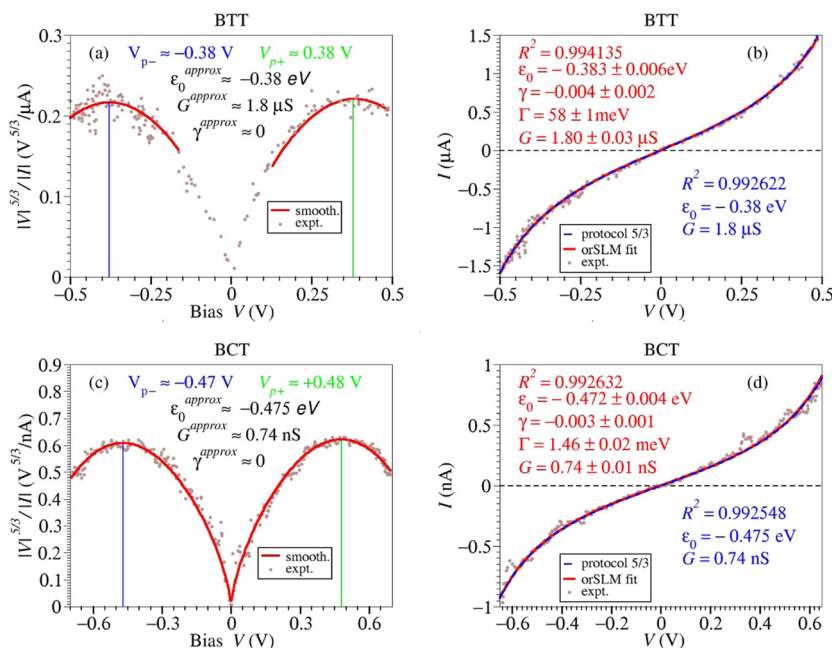 BTT
(a)
V_p− ≈ −0.38 V
V_p+ ≈ 0.38 V
ε_0^approx ≈ −0.38 eV
G^approx ≈ 1.8 μS
γ^approx ≈ 0
smooth.
expt.
|V|^5/3/|I| (V^5/3/μA)
0.3
0.2
0.1
0
−0.5 −0.25 0 0.25 0.5
Bias V (V)
BTT
(b)
R² = 0.994135
ε_0 = − 0.383 ± 0.006eV
γ = −0.004 ± 0.002
Γ = 58 ± 1meV
G = 1.80 ± 0.03 μS
R² = 0.992622
ε_0 = − 0.38 eV
G = 1.8 μS
protocol 5/3
orSLM fit
expt.
I (μA)
1.5
1
0.5
0
−0.5
−1
−1.5
−0.5 −0.25 0 0.25 0.5
V (V)
BCT
(c)
V_p− ≈ −0.47 V
V_p+ ≈ +0.48 V
ε_0^approx ≈ −0.475 eV
G^approx ≈ 0.74 nS
γ^approx ≈ 0
smooth.
expt.
|V|^5/3/|I| (V^5/3/nA)
0.9
0.8
0.7
0.6
0.5
0.4
0.3
0.2
0.1
0
−0.6 −0.3 0 0.3 0.6
Bias V (V)
BCT
(d)
R² = 0.992632
ε_0 = − 0.472 ± 0.004 eV
γ = −0.003 ± 0.001
Γ = 1.46 ± 0.02 meV
G = 0.74 ± 0.01 nS
R² = 0.992548
ε_0 = − 0.475 eV
G = 0.74 nS
protocol 5/3
orSLM fit
expt.
I (nA)
1
0.5
0
−0.5
−1
−0.6 −0.4 −0.2 0 0.2 0.4 0.6
V (V)